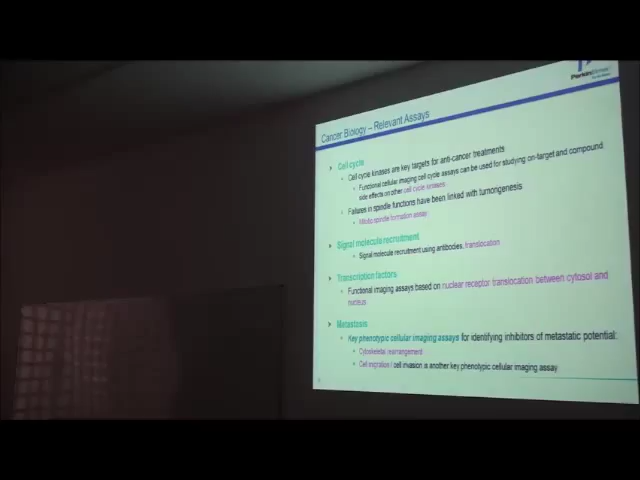 PerkinElmer
Cancer Biology – Relevant Assays
Cell cycle
Cell cycle kinases are key targets for anti-cancer treatments
Functional cellular imaging cell cycle assays can be used for studying on-target and compound
side effects on other cell cycle kinases
Failures in spindle functions have been linked with tumorigenesis
Mitotic spindle formation assay
Signal molecule recruitment
Signal molecule recruitment using antibodies, translocation
Transcription factors
Functional imaging assays based on nuclear receptor translocation between cytosol and
nucleus
Metastasis
Key phenotypic cellular imaging assays for identifying inhibitors of metastatic potential:
Cytoskeletal rearrangement
Cell migration / cell invasion is another key phenotypic cellular imaging assay